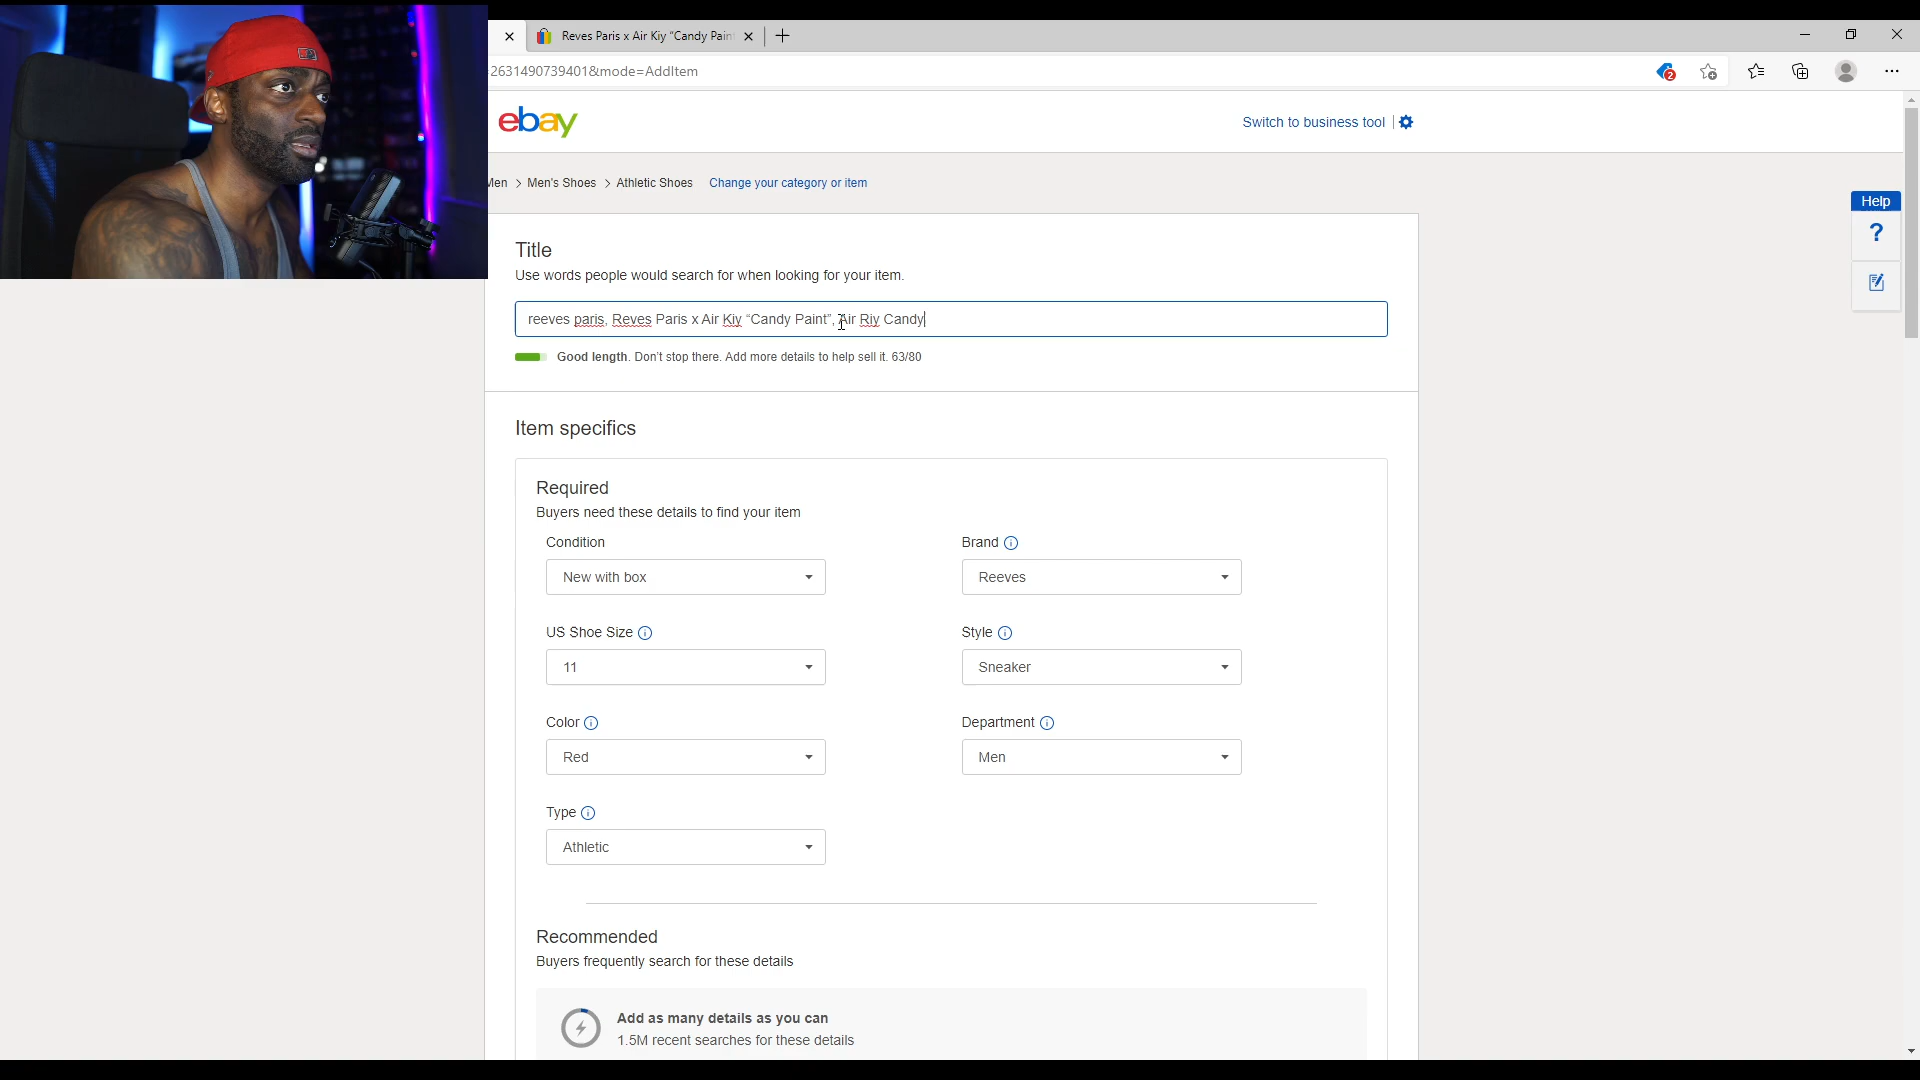 Reves Paris x Air Kiy “Candy Pain
2631490739401&mode=AddItem
2
ebay
Switch to business tool
Men > Men's Shoes > Athletic Shoes Change your category or item
Help
?
Title
Use words people would search for when looking for your item.
reeves paris, Reves Paris x Air Kiy “Candy Paint”, Air Riy Candy
Good length. Don't stop there. Add more details to help sell it. 63/80
Item specifics
Required
Buyers need these details to find your item
Condition
Brand
New with box
Reeves
US Shoe Size
Style
11
Sneaker
Color
Department
Red
Men
Type
Athletic
Recommended
Buyers frequently search for these details
Add as many details as you can
1.5M recent searches for these details